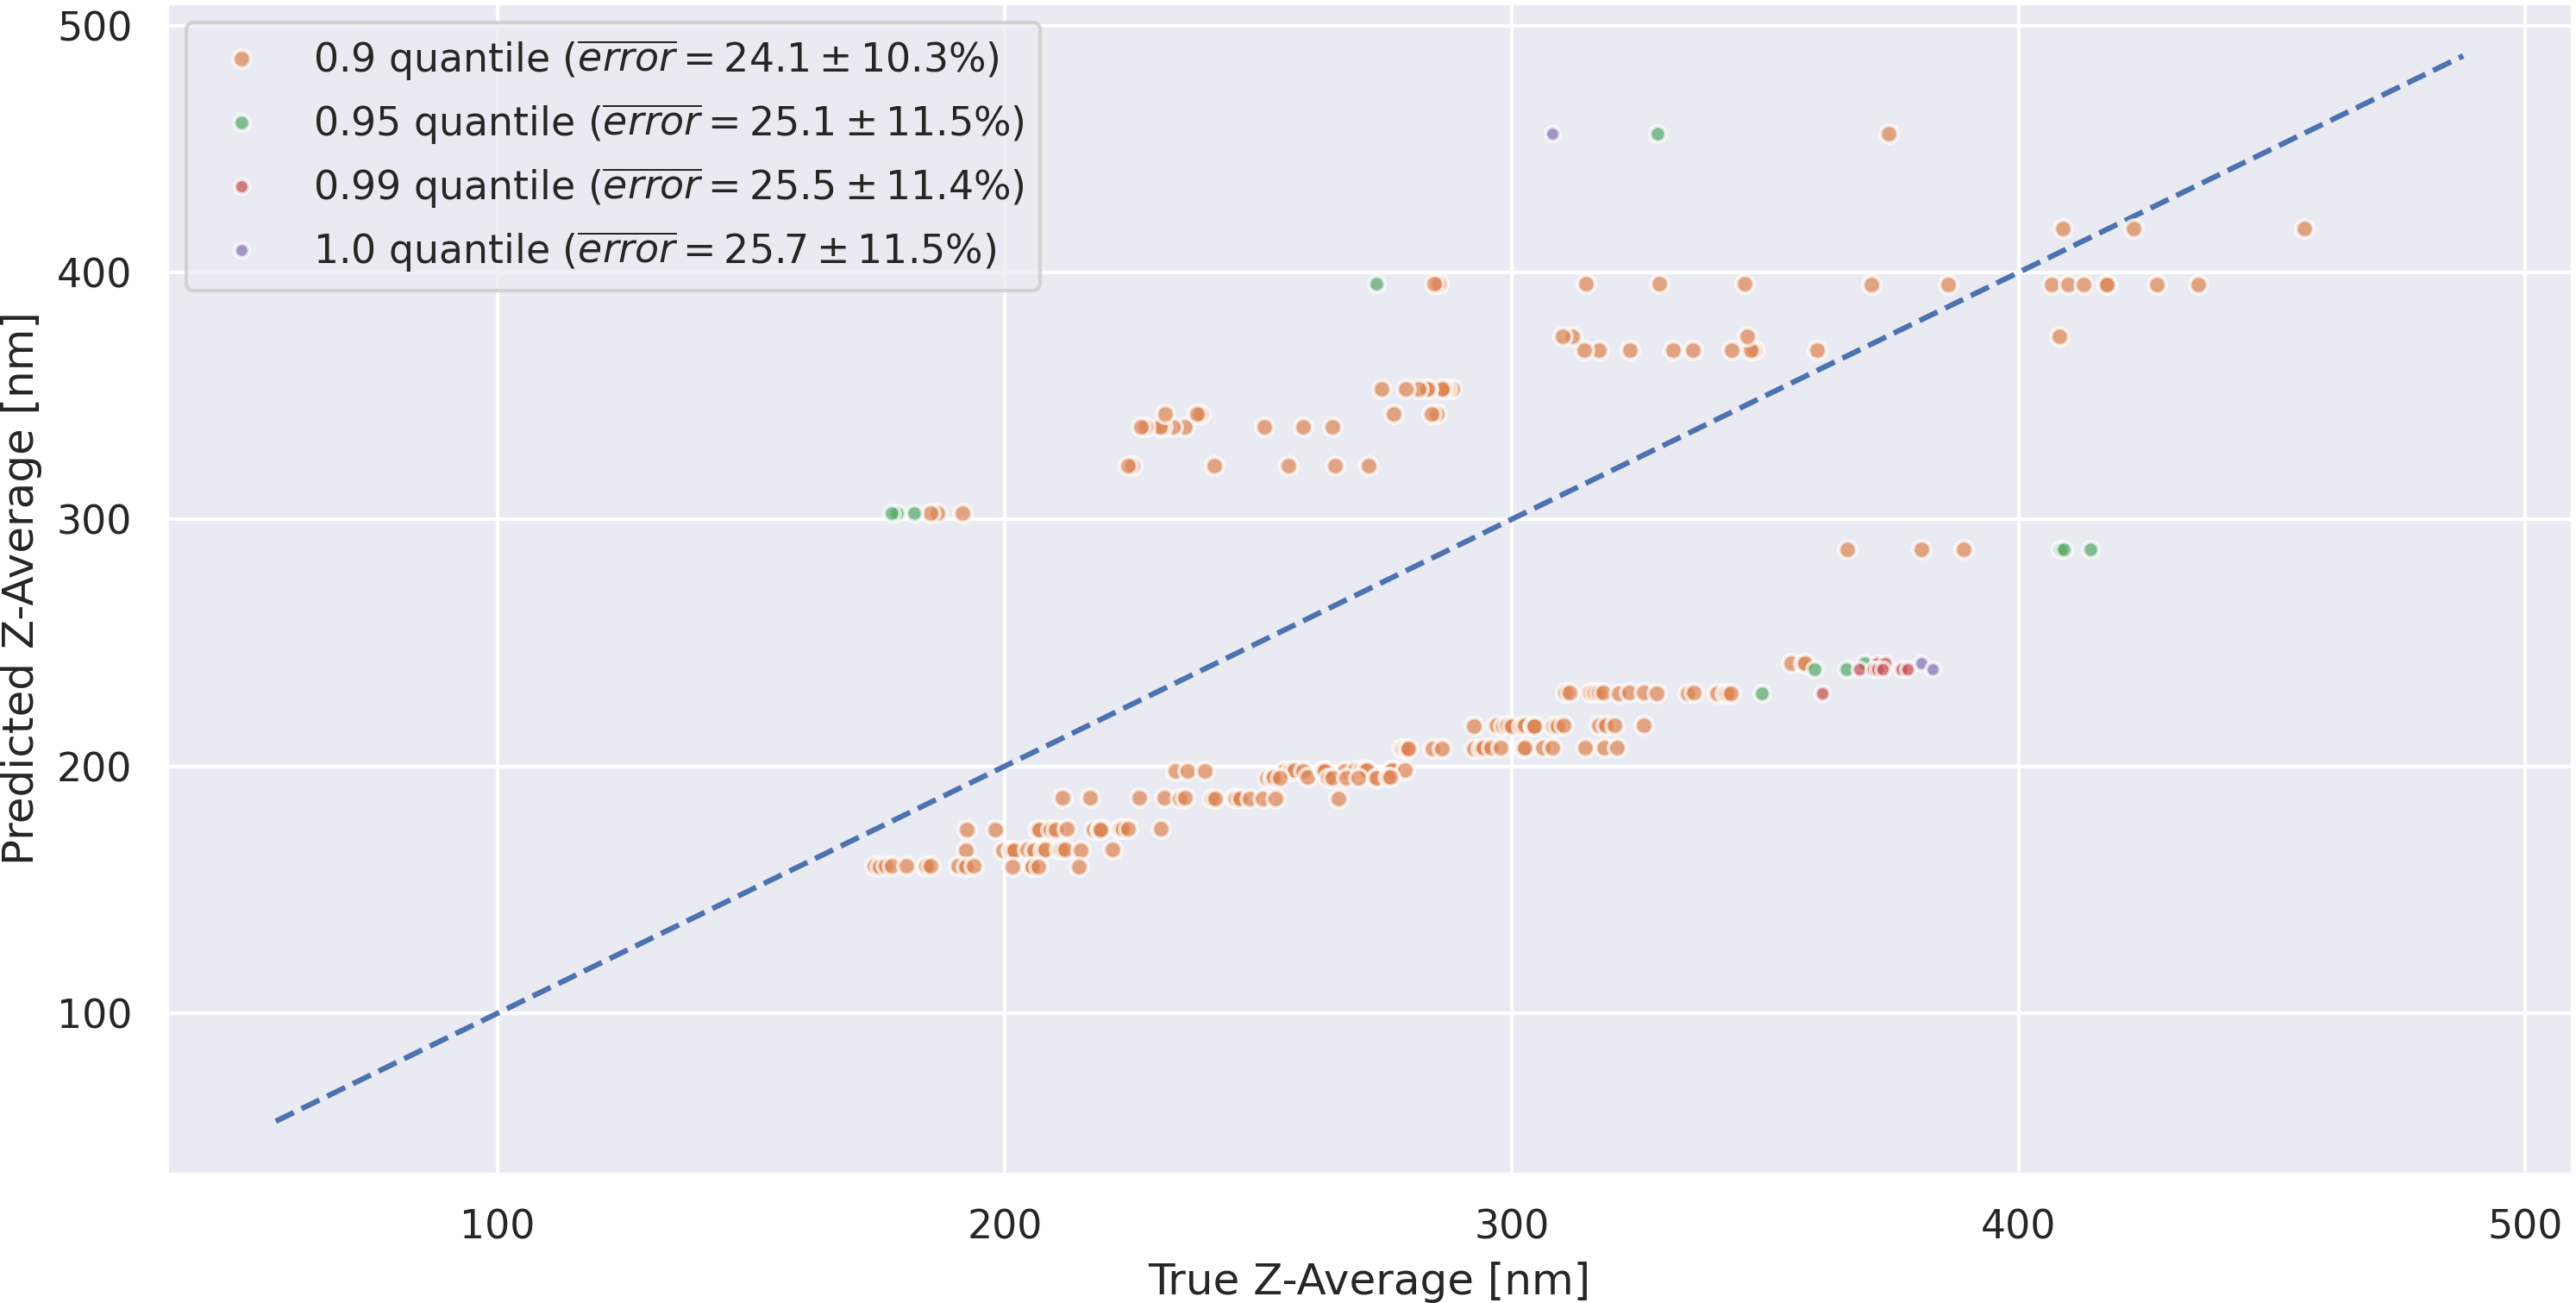 500
400
300
200
100
Predicted Z-Average [nm]
0.9 quantile (error = 24.1 ± 10.3%)
0.95 quantile (error = 25.1 ± 11.5%)
0.99 quantile (error = 25.5 ± 11.4%)
1.0 quantile (error = 25.7 ± 11.5%)
100 200 300 400 500
True Z-Average [nm]